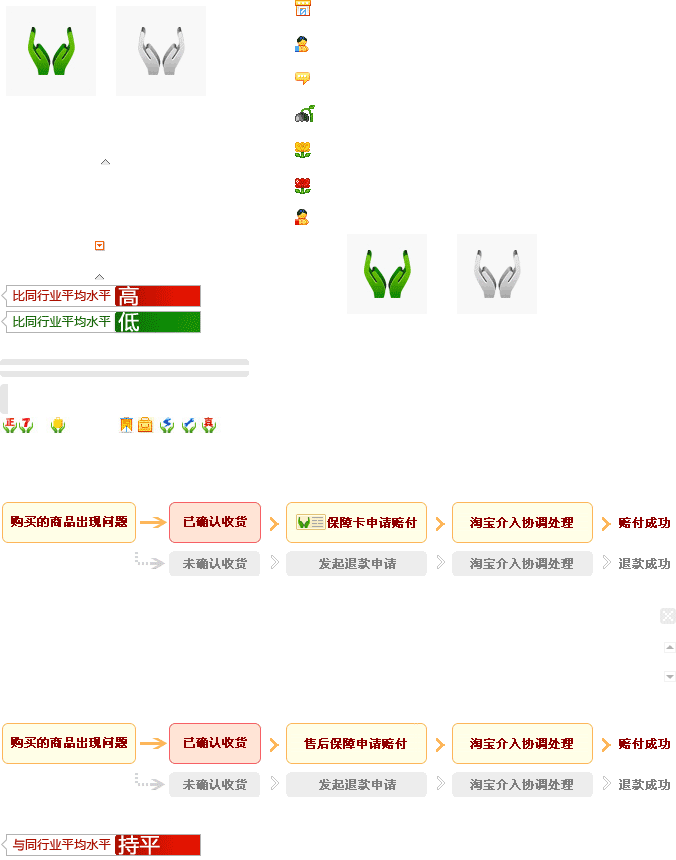 比同行业平均水平 高
比同行业平均水平 低
正 7 真
购买的商品出现问题 已确认收货 保障卡申请赔付 淘宝介入协调处理 赔付成功
未确认收货 发起退款申请 淘宝介入协调处理 退款成功
购买的商品出现问题 已确认收货 售后保障申请赔付 淘宝介入协调处理 赔付成功
未确认收货 发起退款申请 淘宝介入协调处理 退款成功
与同行业平均水平 持平